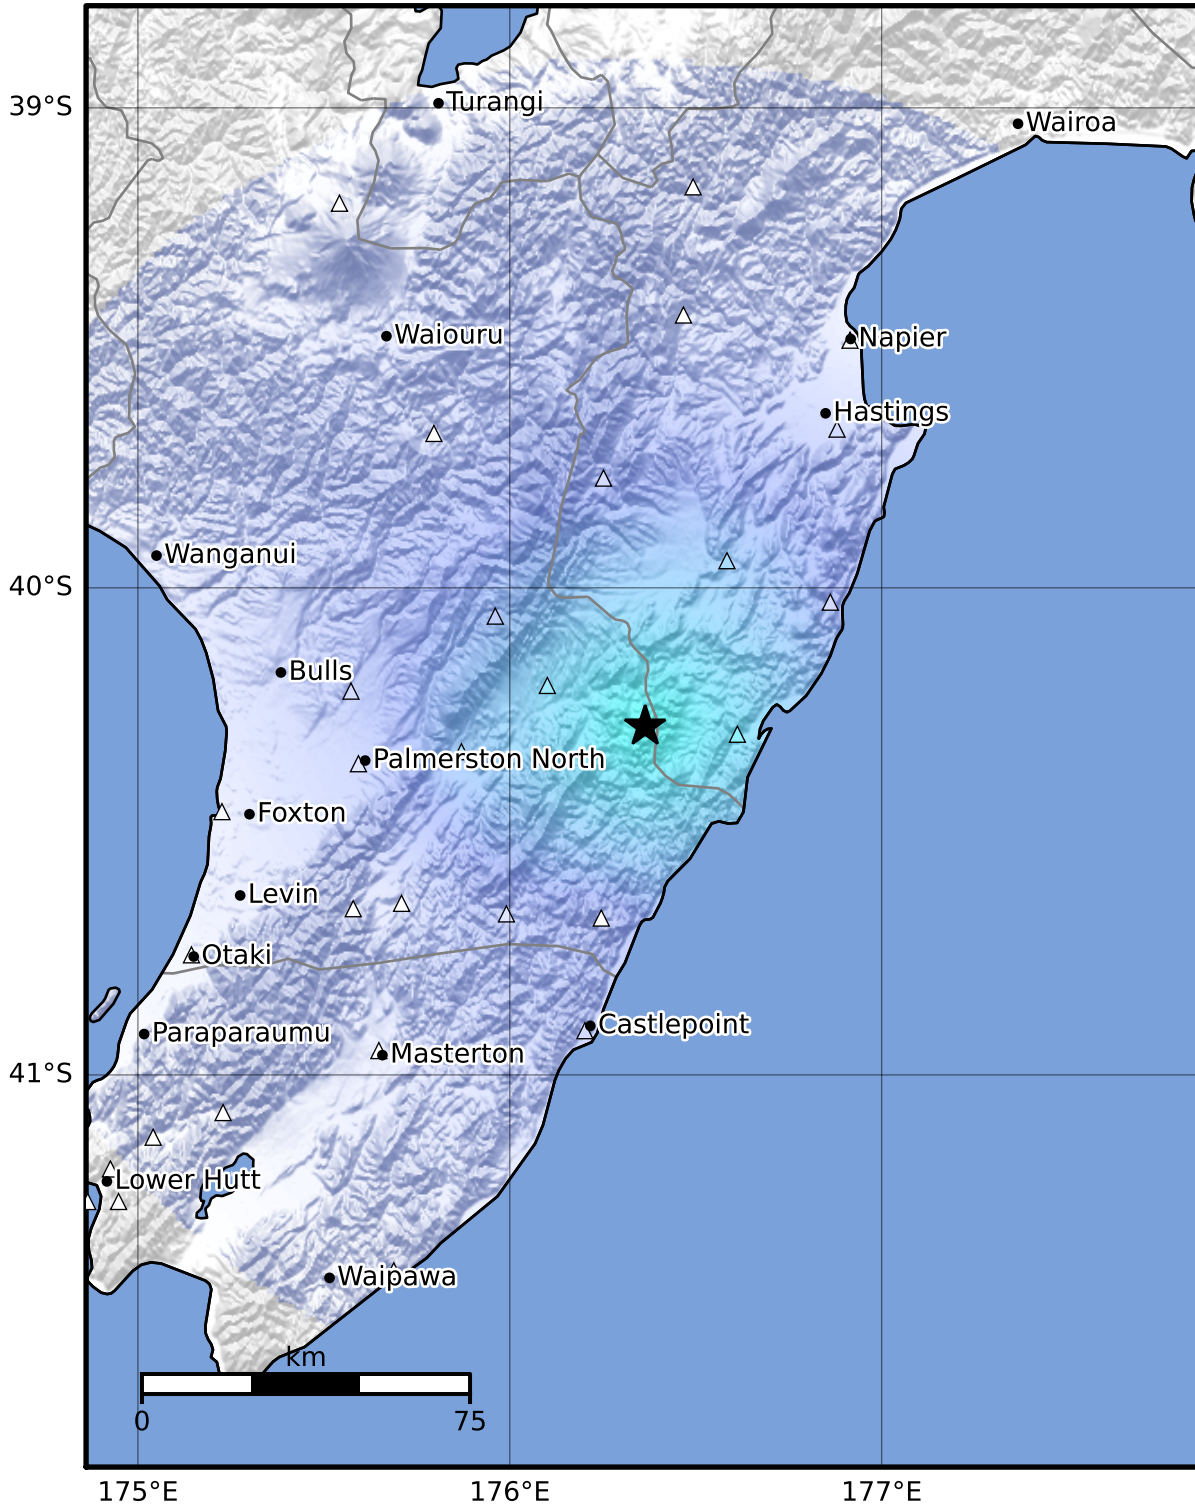 39°S
Turangi
Wairoa
Waiouru
Napier
Hastings
Wanganui
40°S
Bulls
Palmerston North
Foxton
Levin
Otaki
Castlepoint
Paraparaumu
Masterton
41°S
Lower Hutt
Waipawa
km
0
75
175°E
176°E
177°E